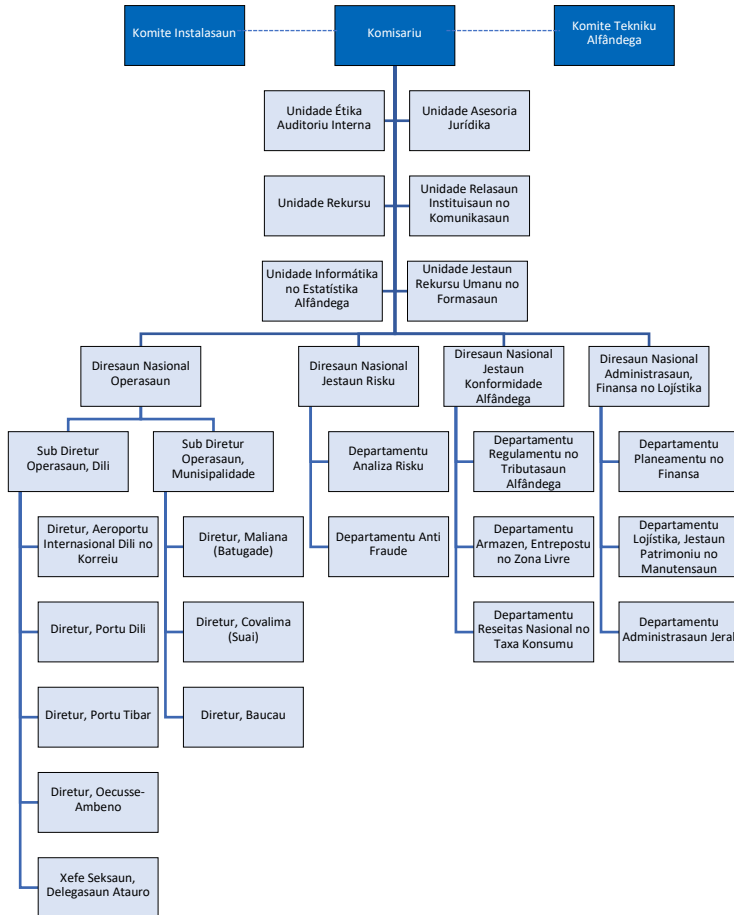 Komite Instalasaun
Komisariu
Komite Tekniku
Alfândega
Unidade Étika
Auditoriu Interna
Unidade Asesoria
Jurídika
Unidade Rekursu
Unidade Relasaun
Instituisaun no
Komunikasaun
Unidade Informátika
no Estatístika
Alfândega
Unidade Jestaun
Rekursu Umanu no
Formasaun
Diresaun Nasional
Operasaun
Diresaun Nasional
Jestaun Risku
Diresaun Nasional
Jestaun
Konformidade
Alfândega
Diresaun Nasional
Administrasaun,
Finansa no Lojístika
Sub Diretur
Operasaun, Dili
Sub Diretur
Operasaun,
Munisipalidade
Departamentu
Analiza Risku
Departamentu
Regulamentu no
Tributasaun
Alfândega
Departamentu
Planeamentu no
Finansa
Diretur, Aeroportu
Internasional Dili no
Korreiu
Diretur, Maliana
(Batugade)
Departamentu Anti
Fraude
Departamentu
Armazen, Entrepostu
no Zona Livre
Departamentu
Lojístika, Jestaun
Patrimoniu no
Manutensaun
Diretur, Portu Dili
Diretur, Covalima
(Suai)
Departamentu
Reseitas Nasional no
Taxa Konsumu
Departamentu
Administrasaun Jeral
Diretur, Portu Tibar
Diretur, Baucau
Diretur, Oecusse-
Ambeno
Xefe Seksaun,
Delegasaun Atauro